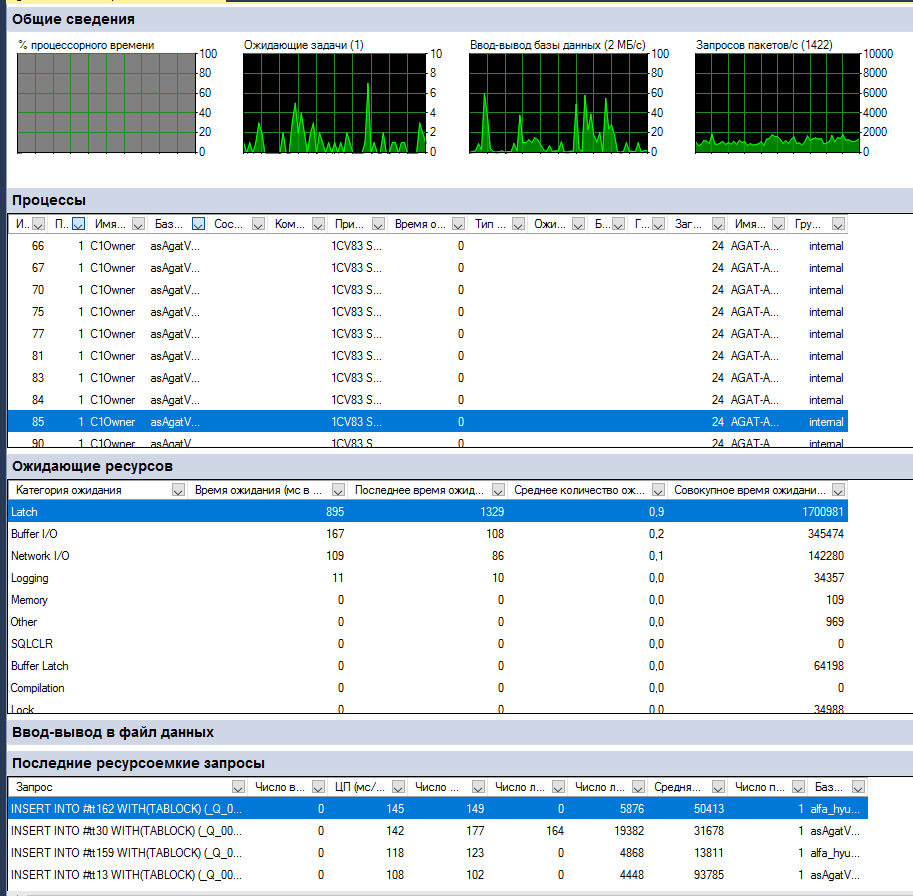 Общие сведения
% процессорного времени
Ожидающие задачи (1)
Ввод-вывод базы данных (2 МБ/с)
Запросов пакетов/с (1422)
100
80
60
40
20
0
10
8
6
4
2
0
100
80
60
40
20
0
10000
8000
6000
4000
2000
0
Процессы
И.. П.. Имя... Баз... Сос... Ком... При... Время о... Тип ... Ожи... Б... Г... Заг... Имя... Гру...
66 1 C1Owner asAgatV... 1CV83 S... 0 24 AGAT-A... internal
67 1 C1Owner asAgatV... 1CV83 S... 0 24 AGAT-A... internal
70 1 C1Owner asAgatV... 1CV83 S... 0 24 AGAT-A... internal
75 1 C1Owner asAgatV... 1CV83 S... 0 24 AGAT-A... internal
77 1 C1Owner asAgatV... 1CV83 S... 0 24 AGAT-A... internal
81 1 C1Owner asAgatV... 1CV83 S... 0 24 AGAT-A... internal
83 1 C1Owner asAgatV... 1CV83 S... 0 24 AGAT-A... internal
84 1 C1Owner asAgatV... 1CV83 S... 0 24 AGAT-A... internal
85 1 C1Owner asAgatV... 1CV83 S... 0 24 AGAT-A... internal
90 1 C1Owner asAgatV 1CV83 S 0 24 AGAT-A internal
Ожидающие ресурсов
Категория ожидания Время ожидания (мс в ... Последнее время ожид... Среднее количество ож... Совокупное время ожидани...
Latch 895 1329 0,9 1700981
Buffer I/O 167 108 0,2 345474
Network I/O 109 86 0,1 142280
Logging 11 10 0,0 34357
Memory 0 0 0,0 109
Other 0 0 0,0 969
SQLCLR 0 0 0,0 0
Buffer Latch 0 0 0,0 64198
Compilation 0 0 0,0 0
Lock 0 0 0,0 34988
Ввод-вывод в файл данных
Последние ресурсоемкие запросы
Запрос Число в... ЦП (мс/... Число ... Число л... Число л... Средня... Число п... Баз...
INSERT INTO #tt162 WITH(TABLOCK) (_Q_0... 0 145 149 0 5876 50413 1 alfa_hyu...
INSERT INTO #tt30 WITH(TABLOCK) (_Q_00... 0 142 177 164 19382 31678 1 asAgatV...
INSERT INTO #tt159 WITH(TABLOCK) (_Q_0... 0 118 123 0 4868 13811 1 alfa_hyu...
INSERT INTO #tt13 WITH(TABLOCK) (_Q_00... 0 108 102 0 4448 93785 1 asAgatV...